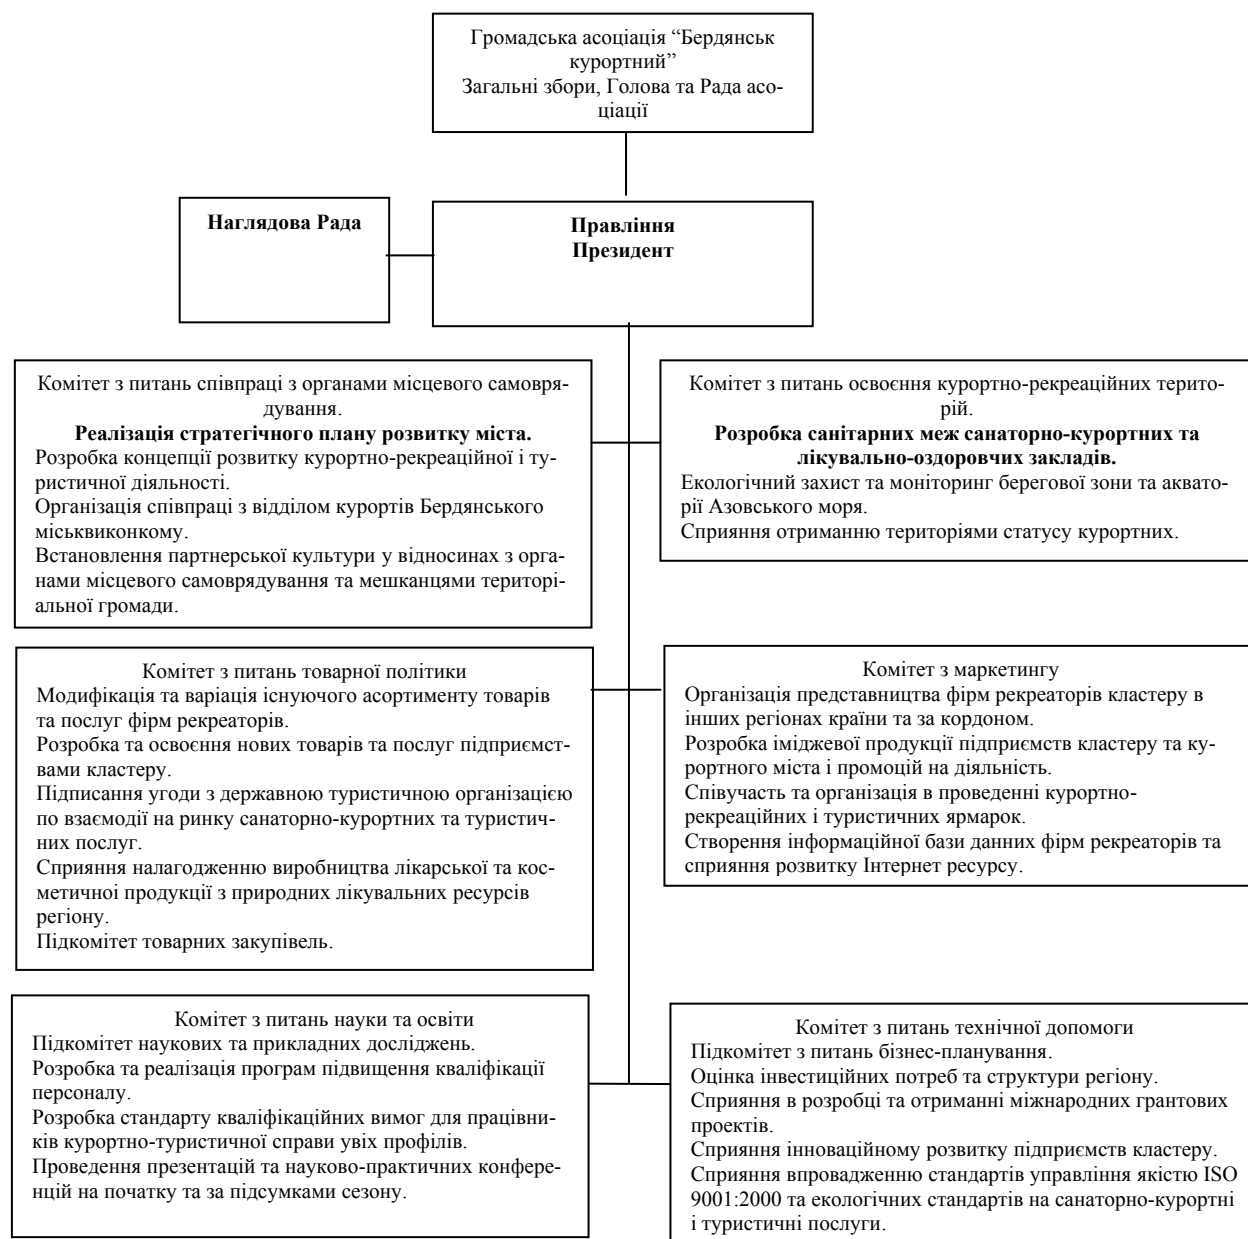 Громадська асоціація “Бердянськ
курортний”
Загальні збори, Голова та Рада асо-
ціації
Наглядова Рада
Правління
Президент
Комітет з питань співпраці з органами місцевого самовря-
дування.
Реалізація стратегічного плану розвитку міста.
Розробка концепції розвитку курортно-рекреаційної і ту-
ристичної діяльності.
Організація співпраці з відділом курортів Бердянського
міськвиконкому.
Встановлення партнерської культури у відносинах з орга-
нами місцевого самоврядування та мешканцями територі-
альної громади.
Комітет з питань освоєння курортно-рекреаційних терито-
рій.
Розробка санітарних меж санаторно-курортних та
лікувально-оздоровчих закладів.
Екологічний захист та моніторинг берегової зони та аквато-
рії Азовського моря.
Сприяння отриманню територіями статусу курортних.
Комітет з питань товарної політики
Модифікація та варіація існуючого асортименту товарів
та послуг фірм рекреаторів.
Розробка та освоєння нових товарів та послуг підприємст-
вами кластеру.
Підписання угоди з державною туристичною організацією
по взаємодії на ринку санаторно-курортних та туристич-
них послуг.
Сприяння налагодженню виробництва лікарської та кос-
метичної продукції з природних лікувальних ресурсів
регіону.
Підкомітет товарних закупівель.
Комітет з маркетингу
Організація представництва фірм рекреаторів кластеру в
інших регіонах країни та за кордоном.
Розробка іміджевої продукції підприємств кластеру та ку-
рортного міста і промоцій на діяльність.
Співучасть та організація в проведенні курортно-
рекреаційних і туристичних ярмарок.
Створення інформаційної бази данних фірм рекреаторів та
сприяння розвитку Інтернет ресурсу.
Комітет з питань науки та освіти
Підкомітет наукових та прикладних досліджень.
Розробка та реалізація програм підвищення кваліфікації
персоналу.
Розробка стандарту кваліфікаційних вимог для працівни-
ків курортно-туристичної справи увіх профілів.
Проведення презентацій та науково-практичних конфере-
нцій на початку та за підсумками сезону.
Комітет з питань технічної допомоги
Підкомітет з питань бізнес-планування.
Оцінка інвестиційних потреб та структури регіону.
Сприяння в розробці та отриманні міжнародних грантових
проектів.
Сприяння інноваційному розвитку підприємств кластеру.
Сприяння впровадженню стандартів управління якістю ISO
9001:2000 та екологічних стандартів на санаторно-курортні
і туристичні послуги.